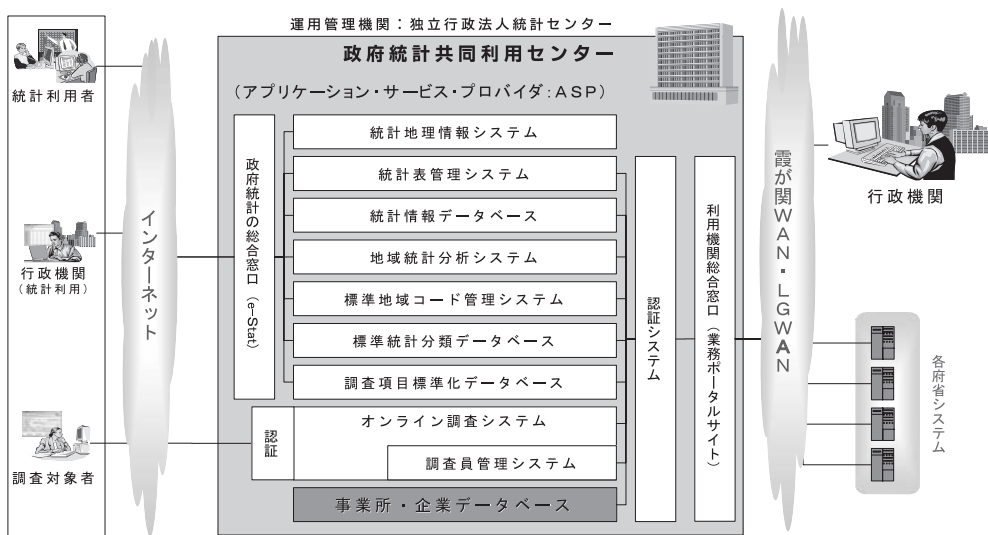 運用管理機関：独立行政法人統計センター
政府統計共同利用センター
（アプリケーション・サービス・プロバイダ：ASP）
統計利用者
行政機関
（統計利用）
調査対象者
インターネット
政府統計の総合窓口（e-Stat）
統計地理情報システム
統計表管理システム
統計情報データベース
地域統計分析システム
標準地域コード管理システム
標準統計分類データベース
調査項目標準化データベース
認証
オンライン調査システム
調査員管理システム
事業所・企業データベース
認証システム
利用機関総合窓口（業務ポータルサイト）
霞が関WAN・LGWAN
行政機関
各府省システム